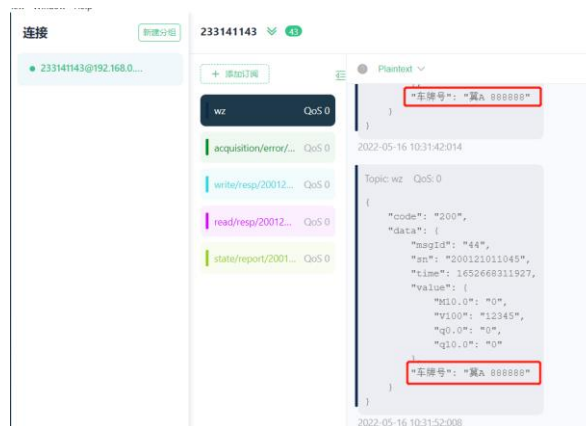 Window Help
连接
新建分组
233141143@192.168.0....
233141143
43
+ 添加订阅
wz QoS 0
acquisition/error/... QoS 0
write/resp/20012... QoS 0
read/resp/20012... QoS 0
state/report/2001... QoS 0
Plaintext
"车牌号": "冀A 888888"
}
}
2022-05-16 10:31:42:014
Topic: wz QoS: 0
{
"code": "200",
"data": {
"msgId": "44",
"sn": "200121011045",
"time": 1652668311927,
"value": {
"M10.0": "0",
"V100": "12345",
"q0.0": "0",
"q10.0": "0"
}
"车牌号": "冀A 888888"
}
}
2022-05-16 10:31:52:008